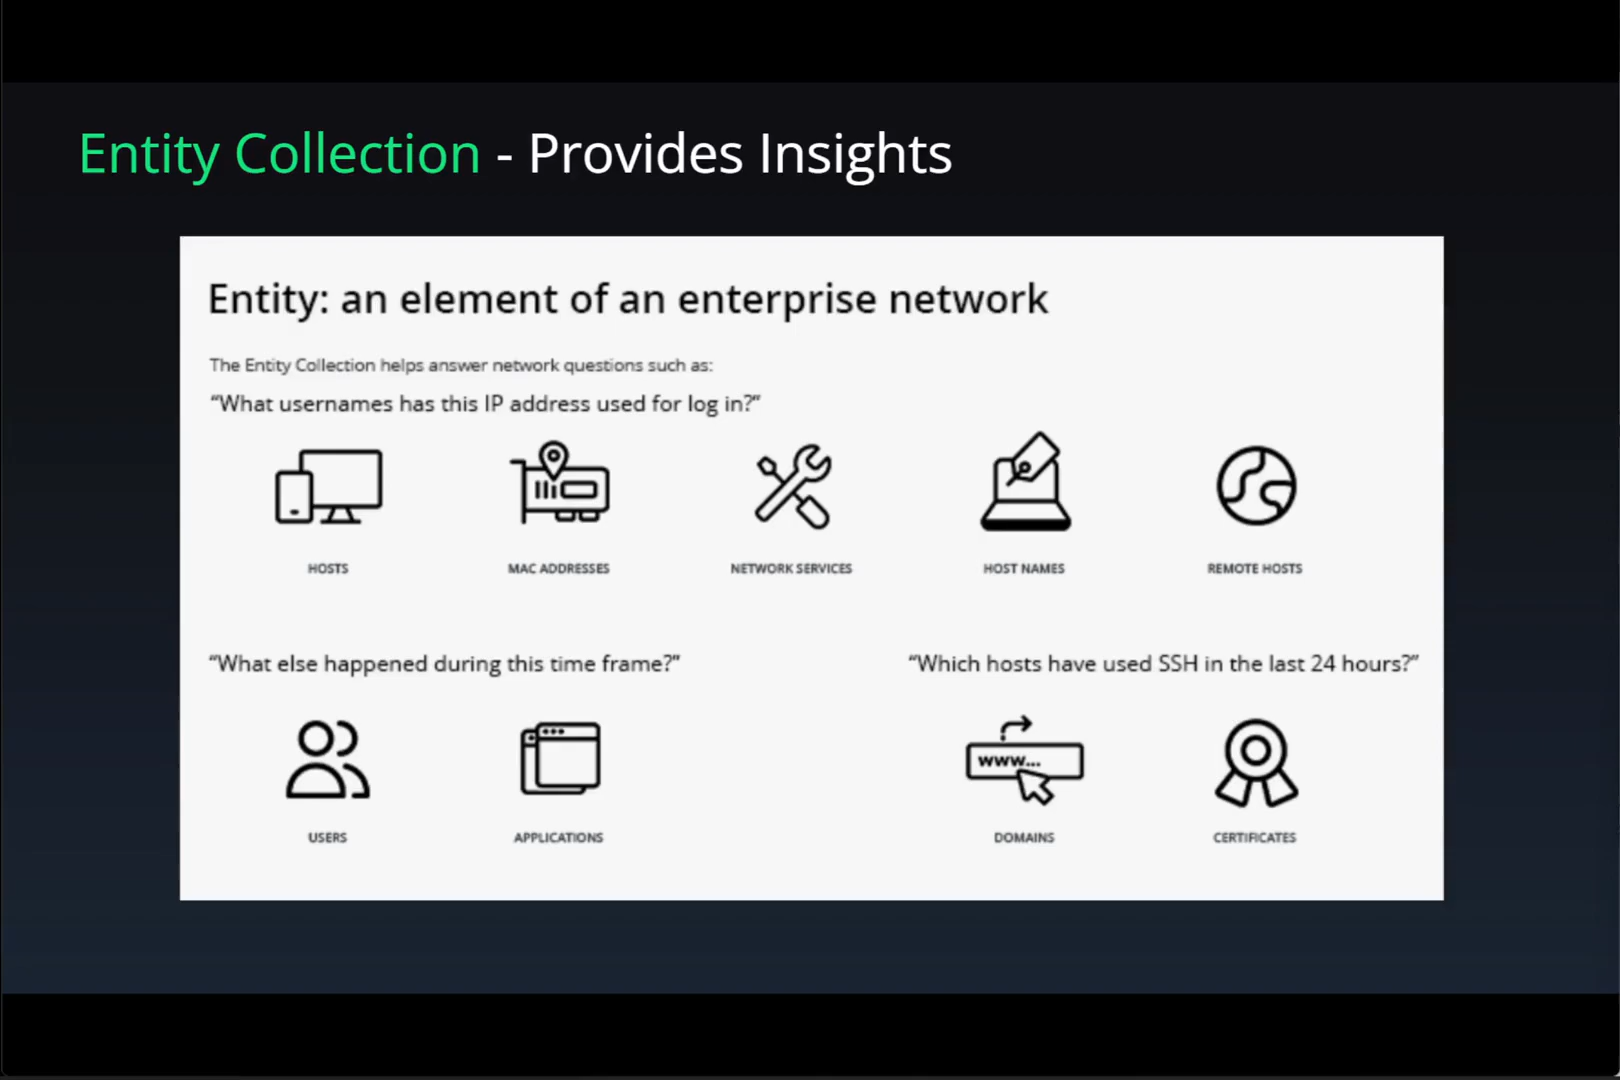 Entity Collection - Provides Insights
Entity: an element of an enterprise network
The Entity Collection helps answer network questions such as:
“What usernames has this IP address used for log in?”
HOSTS
MAC ADDRESSES
NETWORK SERVICES
HOST NAMES
REMOTE HOSTS
“What else happened during this time frame?”
“Which hosts have used SSH in the last 24 hours?”
www...
USERS
APPLICATIONS
DOMAINS
CERTIFICATES